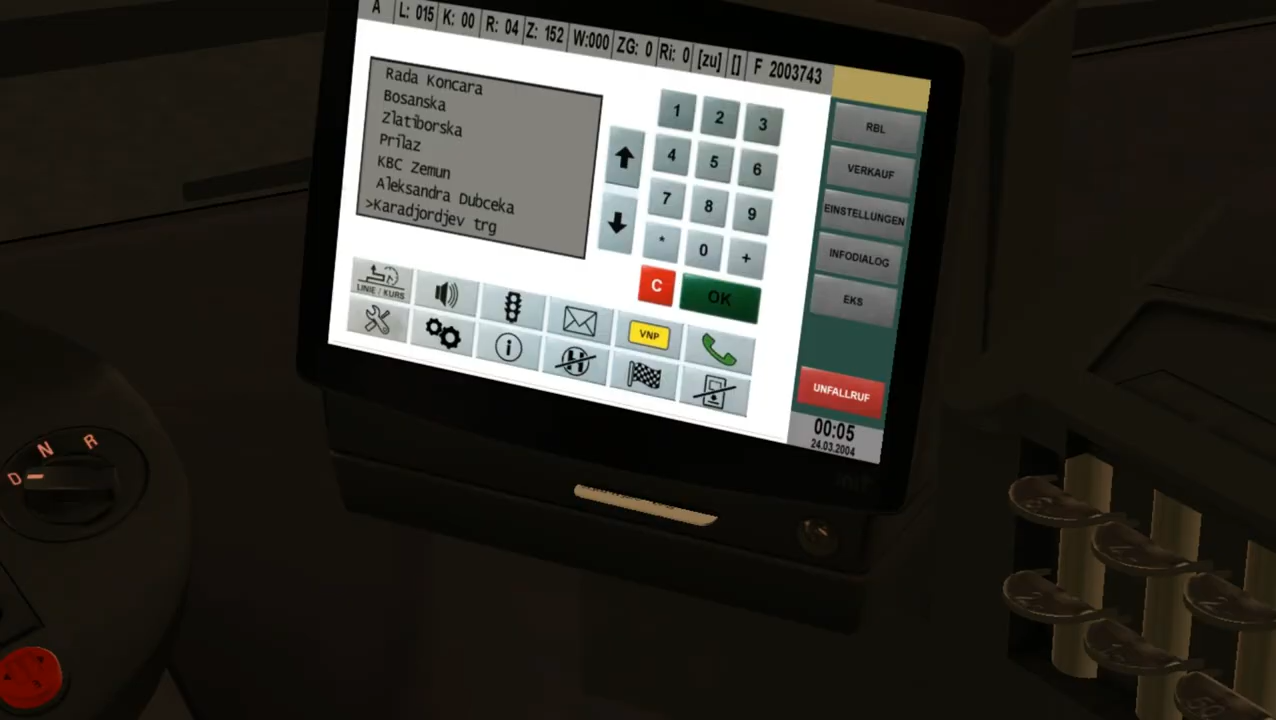 A L: 015 K: 00 R: 04 Z: 152 W:000 ZG: 0 Ri: 0 [zu] [] F 2003743
Rada Koncara
Bosanska
Zlatiborska
Prilaz
KBC Zemun
Aleksandra Dubceka
>Karadjordjev trg
1 2 3
4 5 6
7 8 9
* 0 +
C OK
LINIE / KURS
VNP
i
H
RBL
VERKAUF
EINSTELLUNGEN
INFODIALOG
EKS
UNFALLRUF
00:05
24.03.2004
D N R